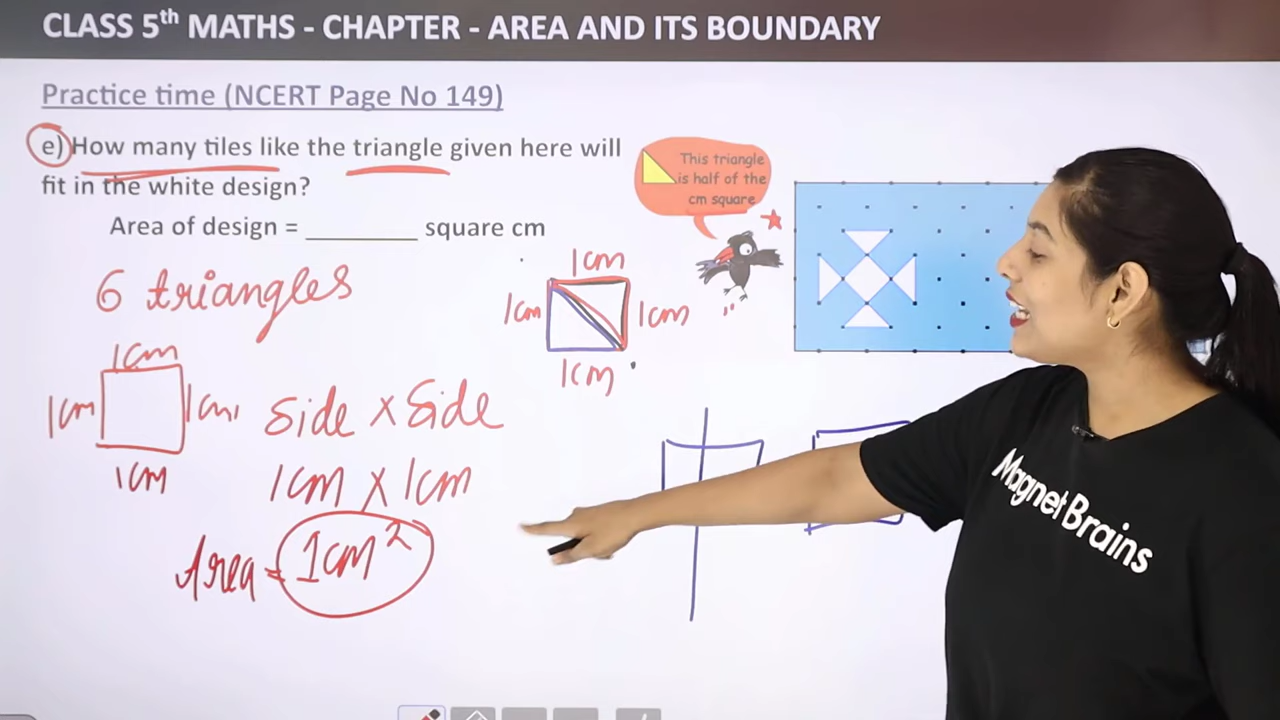 CLASS 5th MATHS - CHAPTER - AREA AND ITS BOUNDARY
Practice time (NCERT Page No 149)
e) How many tiles like the triangle given here will
fit in the white design?
Area of design = ________ square cm
This triangle
is half of the
cm square
6 triangles
1cm
1cm
1cm
1cm
1cm
1cm
1cm
1cm
side x side
1cm x 1cm
Area = 1cm²
Magnet Brains